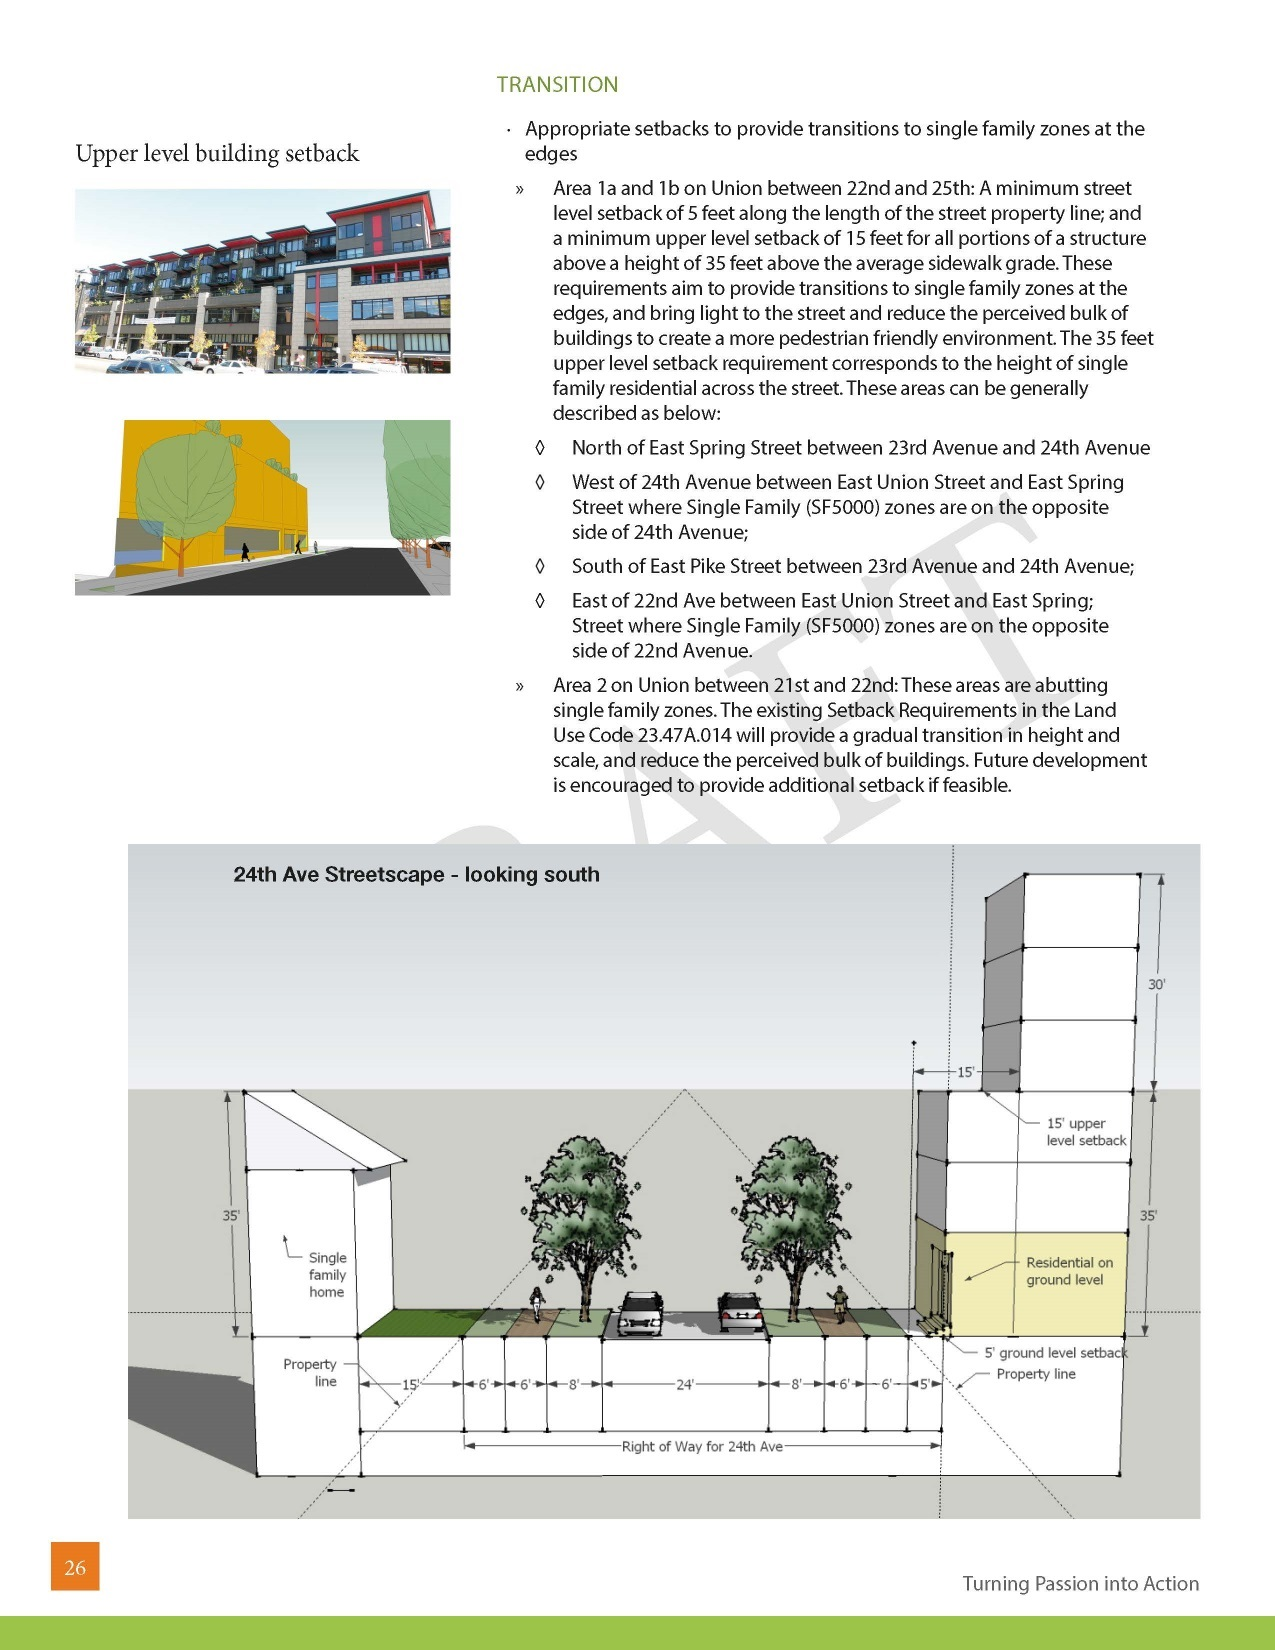 TRANSITION
· Appropriate setbacks to provide transitions to single family zones at the
edges
» Area 1a and 1b on Union between 22nd and 25th: A minimum street
level setback of 5 feet along the length of the street property line; and
a minimum upper level setback of 15 feet for all portions of a structure
above a height of 35 feet above the average sidewalk grade. These
requirements aim to provide transitions to single family zones at the
edges, and bring light to the street and reduce the perceived bulk of
buildings to create a more pedestrian friendly environment. The 35 feet
upper level setback requirement corresponds to the height of single
family residential across the street. These areas can be generally
described as below:
◊ North of East Spring Street between 23rd Avenue and 24th Avenue
◊ West of 24th Avenue between East Union Street and East Spring
Street where Single Family (SF5000) zones are on the opposite
side of 24th Avenue;
◊ South of East Pike Street between 23rd Avenue and 24th Avenue;
◊ East of 22nd Ave between East Union Street and East Spring;
Street where Single Family (SF5000) zones are on the opposite
side of 22nd Avenue.
» Area 2 on Union between 21st and 22nd: These areas are abutting
single family zones. The existing Setback Requirements in the Land
Use Code 23.47A.014 will provide a gradual transition in height and
scale, and reduce the perceived bulk of buildings. Future development
is encouraged to provide additional setback if feasible.
Upper level building setback
DRAFT
24th Ave Streetscape - looking south
30'
15'
15' upper
level setback
35'
35'
Single
family
home
Residential on
ground level
5' ground level setback
Property line
Property
line
15'
6'
6'
8'
24'
8'
6'
6'
5'
Right of Way for 24th Ave
26
Turning Passion into Action